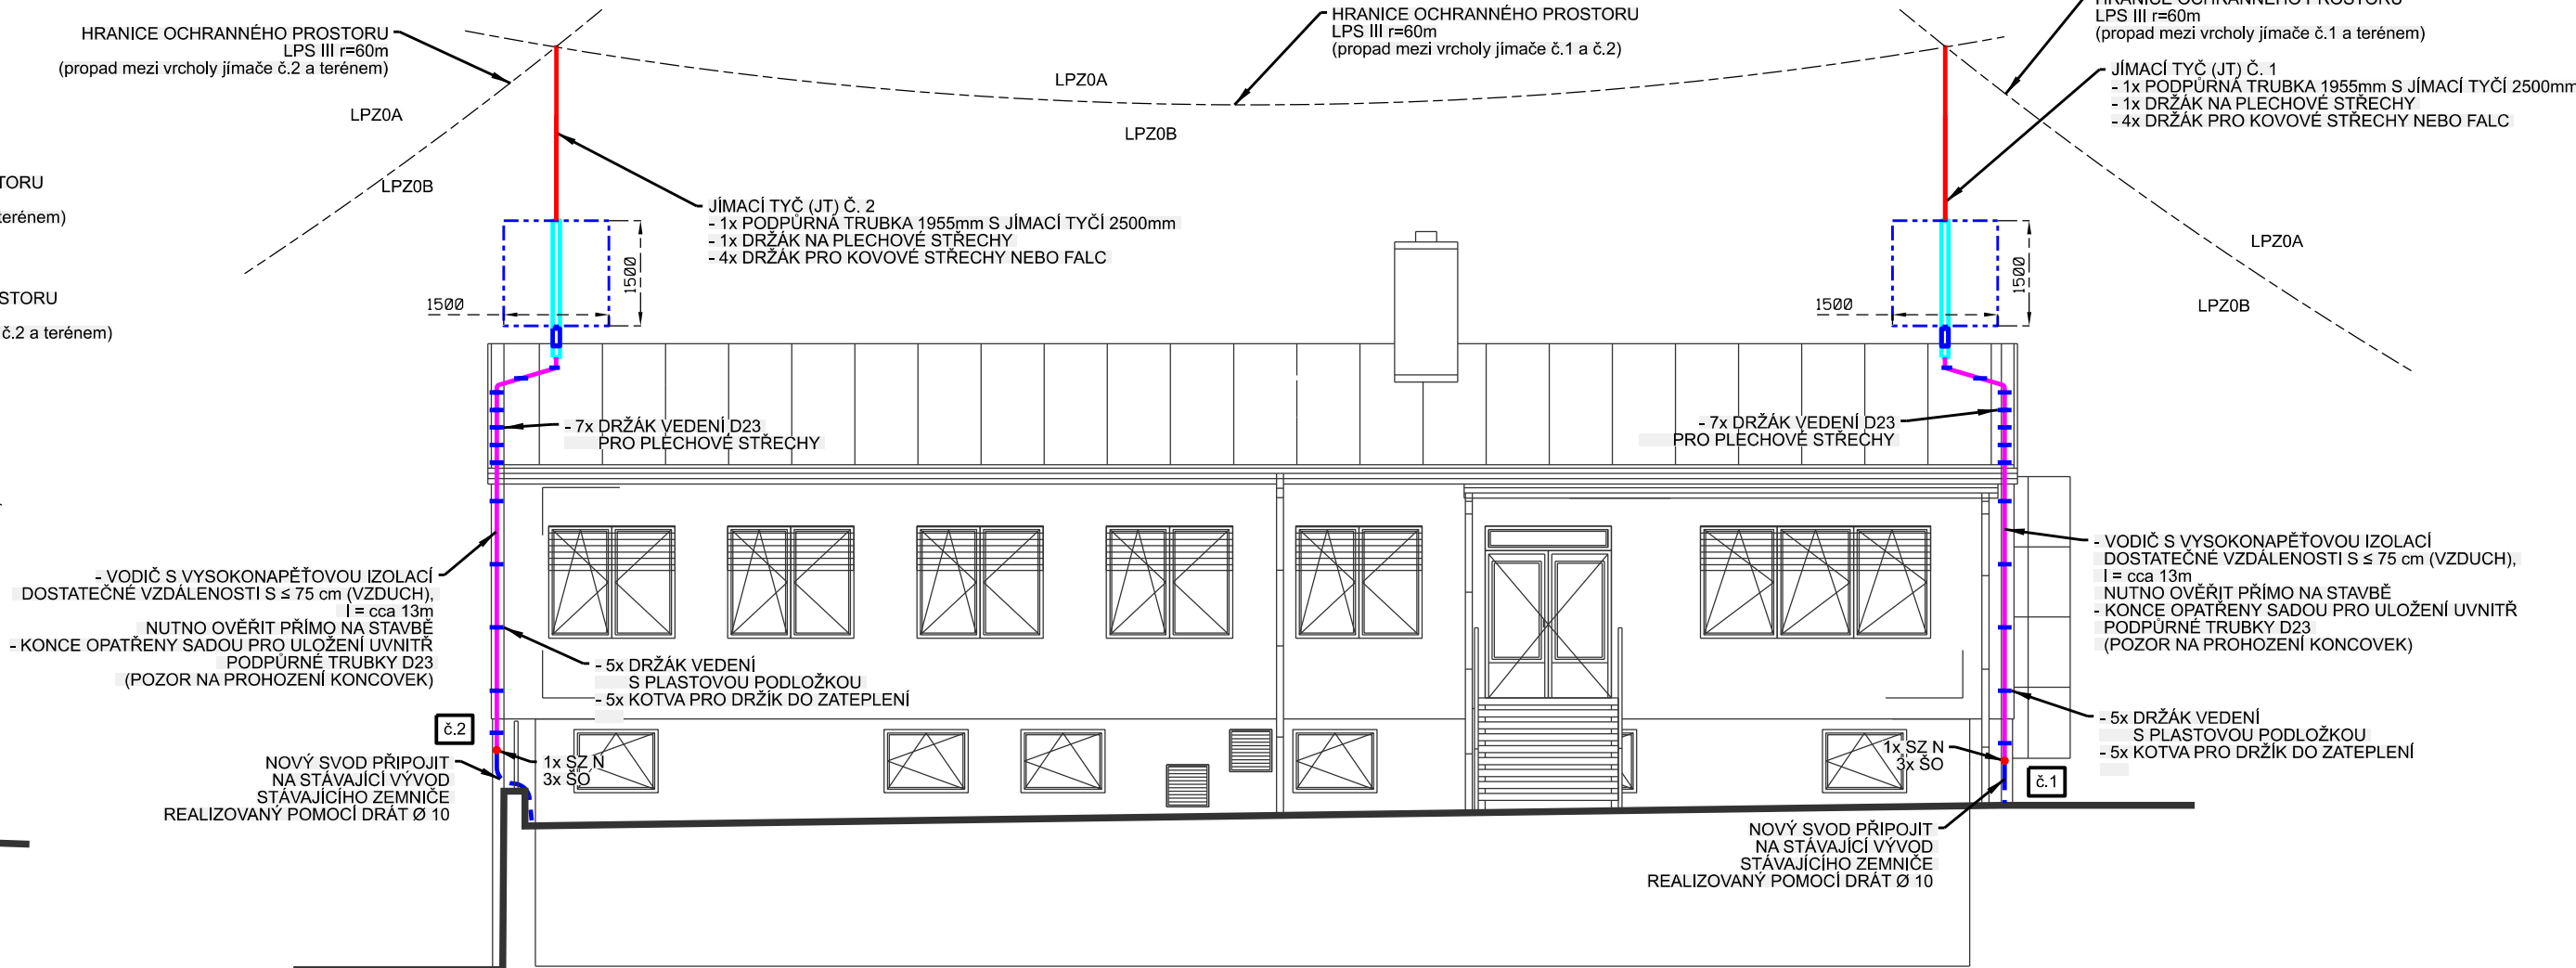 HRANICE OCHRANNÉHO PROSTORU
LPS III r=60m
(propad mezi vrcholy jímače č.2 a terénem)
HRANICE OCHRANNÉHO PROSTORU
LPS III r=60m
(propad mezi vrcholy jímače č.1 a č.2)
HRANICE OCHRANNÉHO PROSTORU
LPS III r=60m
(propad mezi vrcholy jímače č.1 a terénem)
JÍMACÍ TYČ (JT) Č. 1
- 1x PODPŮRNÁ TRUBKA 1955mm S JÍMACÍ TYČÍ 2500mm
- 1x DRŽÁK NA PLECHOVÉ STŘECHY
- 4x DRŽÁK PRO KOVOVÉ STŘECHY NEBO FALC
LPZ0A
LPZ0B
LPZ0A
LPZ0B
LPZ0A
LPZ0B
TORU
terénem)
STORU
č.2 a terénem)
JÍMACÍ TYČ (JT) Č. 2
- 1x PODPŮRNÁ TRUBKA 1955mm S JÍMACÍ TYČÍ 2500mm
- 1x DRŽÁK NA PLECHOVÉ STŘECHY
- 4x DRŽÁK PRO KOVOVÉ STŘECHY NEBO FALC
1500
1500
1500
1500
- 7x DRŽÁK VEDENÍ D23
PRO PLECHOVÉ STŘECHY
- 7x DRŽÁK VEDENÍ D23
PRO PLECHOVÉ STŘECHY
- VODIČ S VYSOKONAPĚŤOVOU IZOLACÍ
DOSTATEČNÉ VZDÁLENOSTI S ≤ 75 cm (VZDUCH),
l = cca 13m
NUTNO OVĚŘIT PŘÍMO NA STAVBĚ
- KONCE OPATŘENY SADOU PRO ULOŽENÍ UVNITŘ
PODPŮRNÉ TRUBKY D23
(POZOR NA PROHOZENÍ KONCOVEK)
- 5x DRŽÁK VEDENÍ
S PLASTOVOU PODLOŽKOU
- 5x KOTVA PRO DRŽÍK DO ZATEPLENÍ
č.2
1x SZ N
3x ŠO
NOVÝ SVOD PŘIPOJIT
NA STÁVAJÍCÍ VÝVOD
STÁVAJÍCÍHO ZEMNIČE
REALIZOVANÝ POMOCÍ DRÁT Ø 10
- VODIČ S VYSOKONAPĚŤOVOU IZOLACÍ
DOSTATEČNÉ VZDÁLENOSTI S ≤ 75 cm (VZDUCH),
l = cca 13m
NUTNO OVĚŘIT PŘÍMO NA STAVBĚ
- KONCE OPATŘENY SADOU PRO ULOŽENÍ UVNITŘ
PODPŮRNÉ TRUBKY D23
(POZOR NA PROHOZENÍ KONCOVEK)
- 5x DRŽÁK VEDENÍ
S PLASTOVOU PODLOŽKOU
- 5x KOTVA PRO DRŽÍK DO ZATEPLENÍ
1x SZ N
3x ŠO
č.1
NOVÝ SVOD PŘIPOJIT
NA STÁVAJÍCÍ VÝVOD
STÁVAJÍCÍHO ZEMNIČE
REALIZOVANÝ POMOCÍ DRÁT Ø 10